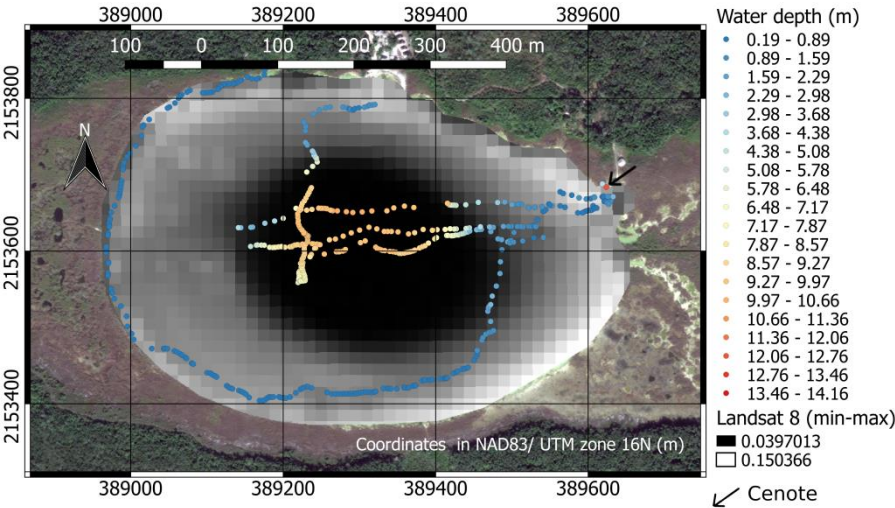 389000 389200 389400 389600
100 0 100 200 300 400 m
2153800
2153600
2153400
N
Coordinates in NAD83/ UTM zone 16N (m)
389000 389200 389400 389600
Water depth (m)
0.19 - 0.89
0.89 - 1.59
1.59 - 2.29
2.29 - 2.98
2.98 - 3.68
3.68 - 4.38
4.38 - 5.08
5.08 - 5.78
5.78 - 6.48
6.48 - 7.17
7.17 - 7.87
7.87 - 8.57
8.57 - 9.27
9.27 - 9.97
9.97 - 10.66
10.66 - 11.36
11.36 - 12.06
12.06 - 12.76
12.76 - 13.46
13.46 - 14.16
Landsat 8 (min-max)
0.0397013
0.150366
Cenote